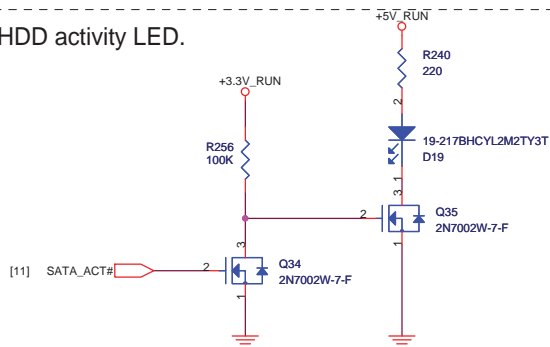 HDD activity LED.
+5V_RUN
R240
220
+3.3V_RUN
2
R256
100K
19-217BHCYL2M2TY3T
D19
3 1
2
Q35
2N7002W-7-F
1
3
[11] SATA_ACT#
2
Q34
2N7002W-7-F
1